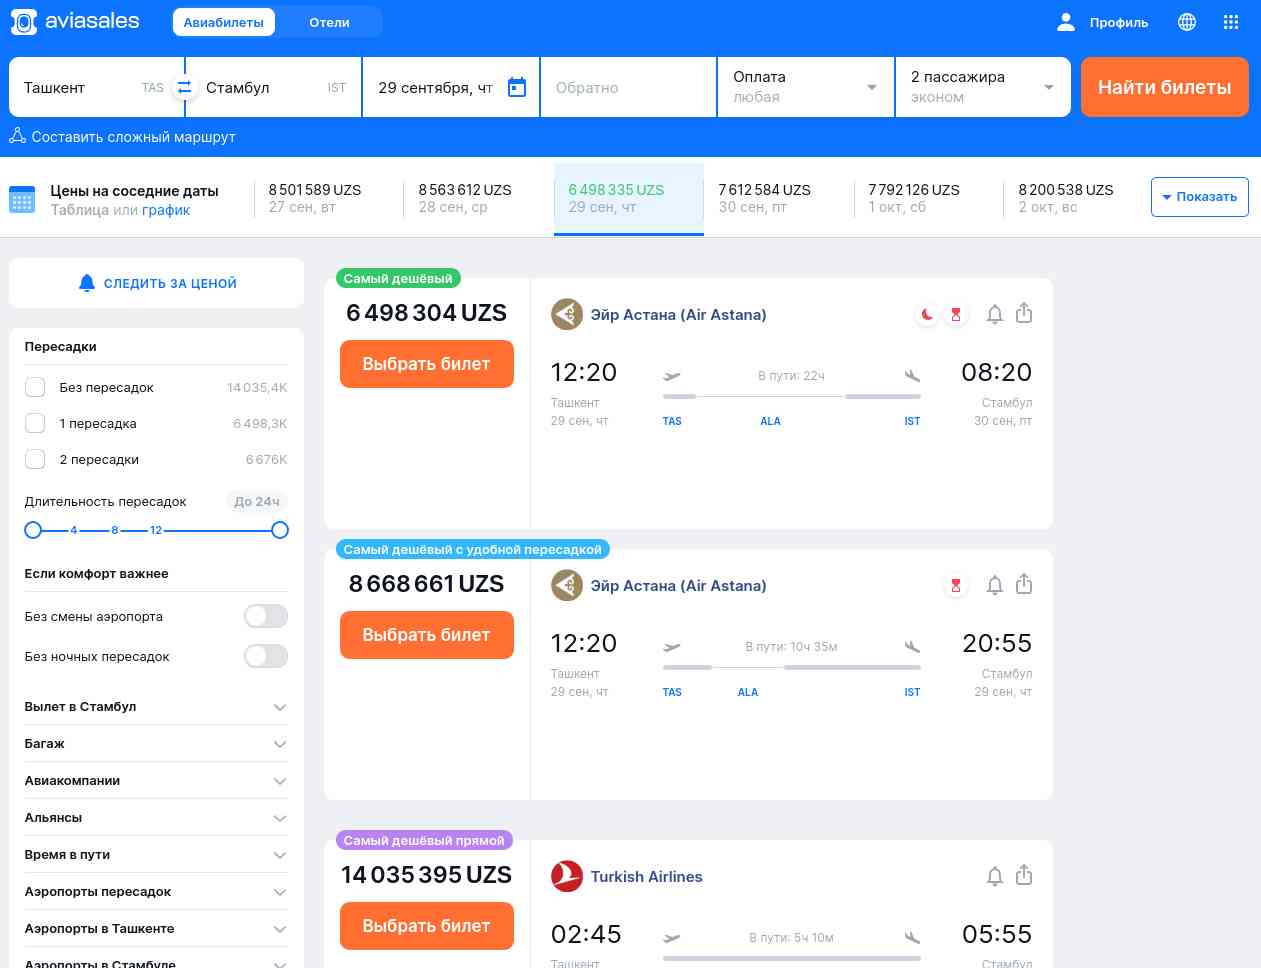 aviasales
Авиабилеты
Отели
Профиль
Ташкент TAS
Стамбул IST
29 сентября, чт
Обратно
Оплата
любая
2 пассажира
эконом
Найти билеты
Составить сложный маршрут
Цены на соседние даты
Таблица или график
8 501 589 UZS
27 сен, вт
8 563 612 UZS
28 сен, ср
6 498 335 UZS
29 сен, чт
7 612 584 UZS
30 сен, пт
7 792 126 UZS
1 окт, сб
8 200 538 UZS
2 окт, вс
Показать
СЛЕДИТЬ ЗА ЦЕНОЙ
Пересадки
Без пересадок 14 035,4K
1 пересадка 6 498,3K
2 пересадки 6 676K
Длительность пересадок До 24ч
4 8 12
Если комфорт важнее
Без смены аэропорта
Без ночных пересадок
Вылет в Стамбул
Багаж
Авиакомпании
Альянсы
Время в пути
Аэропорты пересадок
Аэропорты в Ташкенте
Аэропорты в Стамбуле
Самый дешёвый
6 498 304 UZS
Выбрать билет
Эйр Астана (Air Astana)
12:20
Ташкент
29 сен, чт
В пути: 22ч
TAS ALA IST
08:20
Стамбул
30 сен, пт
Самый дешёвый с удобной пересадкой
8 668 661 UZS
Выбрать билет
Эйр Астана (Air Astana)
12:20
Ташкент
29 сен, чт
В пути: 10ч 35м
TAS ALA IST
20:55
Стамбул
29 сен, чт
Самый дешёвый прямой
14 035 395 UZS
Выбрать билет
Turkish Airlines
02:45
Ташкент
В пути: 5ч 10м
05:55
Стамбул